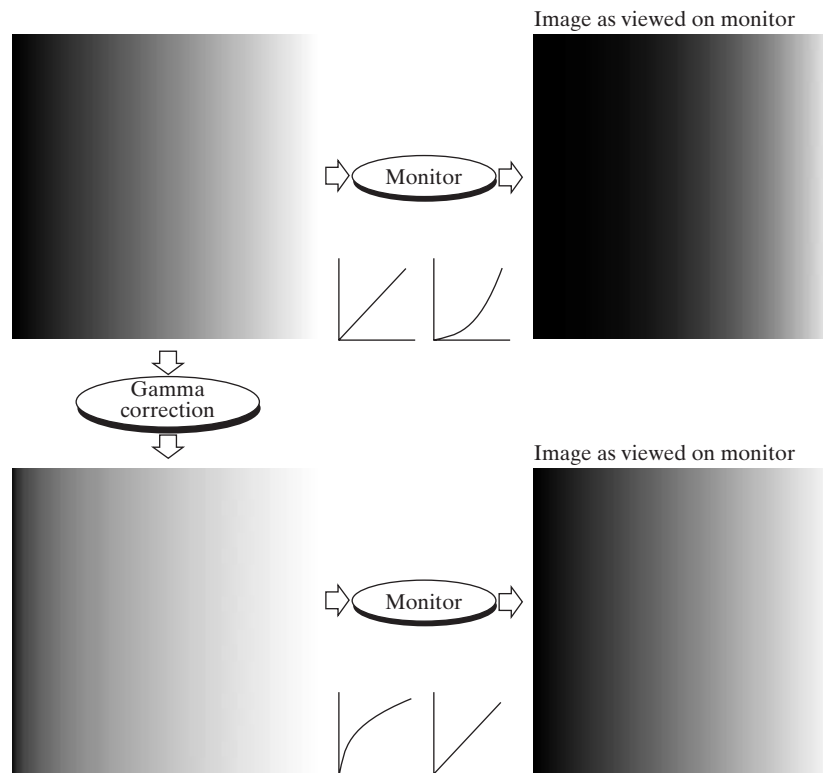 Image as viewed on monitor
Monitor
Gamma
correction
Image as viewed on monitor
Monitor